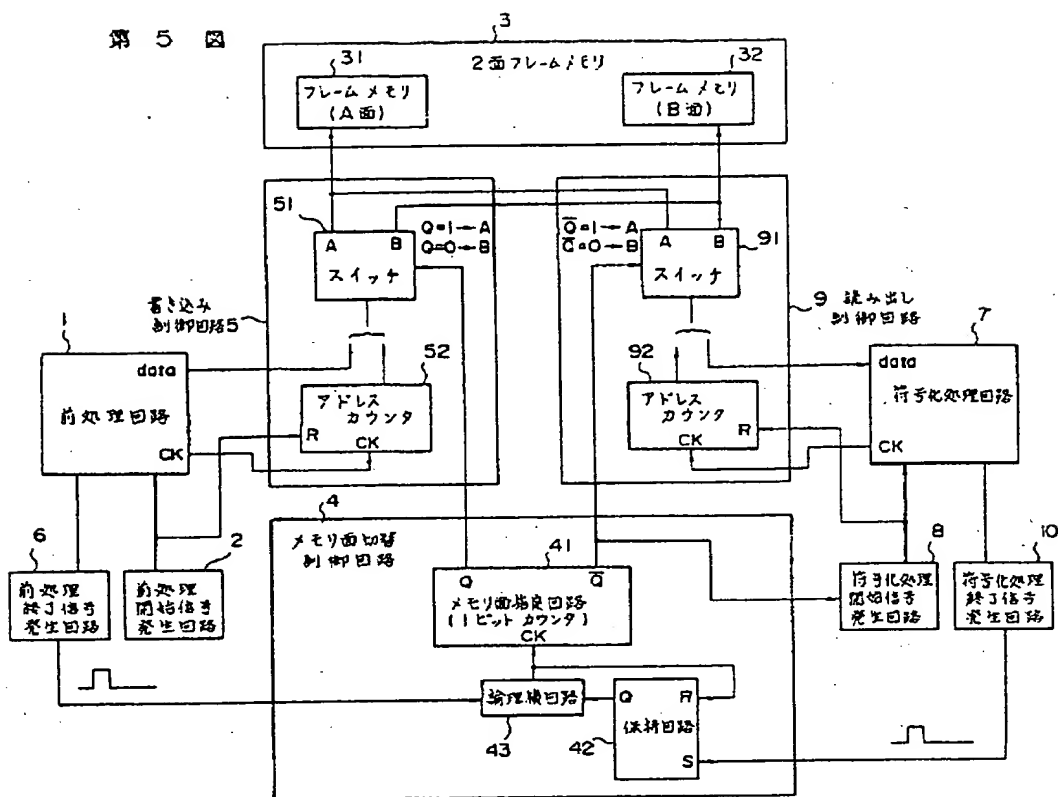 第 5 図
3
2面フレームメモリ
31
フレームメモリ
(A面)
32
フレームメモリ
(B面)
51
A B
スイッチ
Q=1→A
Q=0→B
Q̅=1→A
Q̅=0→B
A B
スイッチ
91
書き込み
制御回路5
9 読み出し
制御回路
1
data
前処理回路
CK
52
アドレス
カウンタ
R
CK
92
アドレス
カウンタ
R
CK
7
data
符号化処理回路
CK
6
前処理
終了信号
発生回路
2
前処理
開始信号
発生回路
4
メモリ面切替
制御回路
41
Q Q̅
メモリ面指定回路
(1ビットカウンタ)
CK
8
符号化処理
開始信号
発生回路
10
符号化処理
終了信号
発生回路
論理積回路
43
Q R
保持回路
S
42